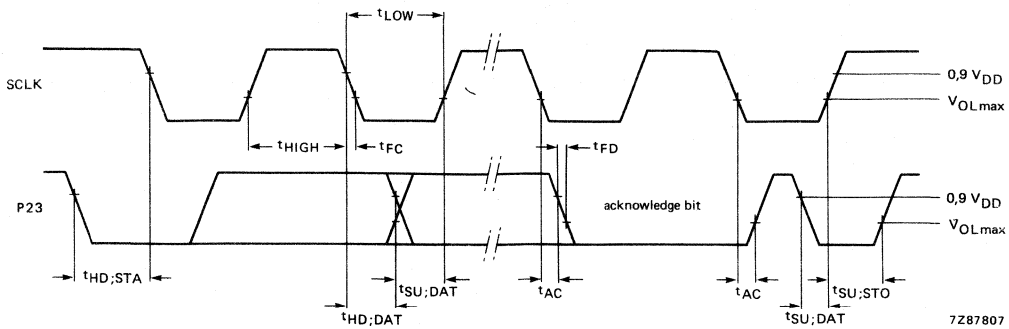 tLOW
SCLK
0,9 VDD
VOLmax
tHIGH
tFC
tFD
P23
acknowledge bit
0,9 VDD
VOLmax
tHD;STA
tSU;DAT
tHD;DAT
tAC
tAC
tSU;STO
tSU;DAT
7Z87807